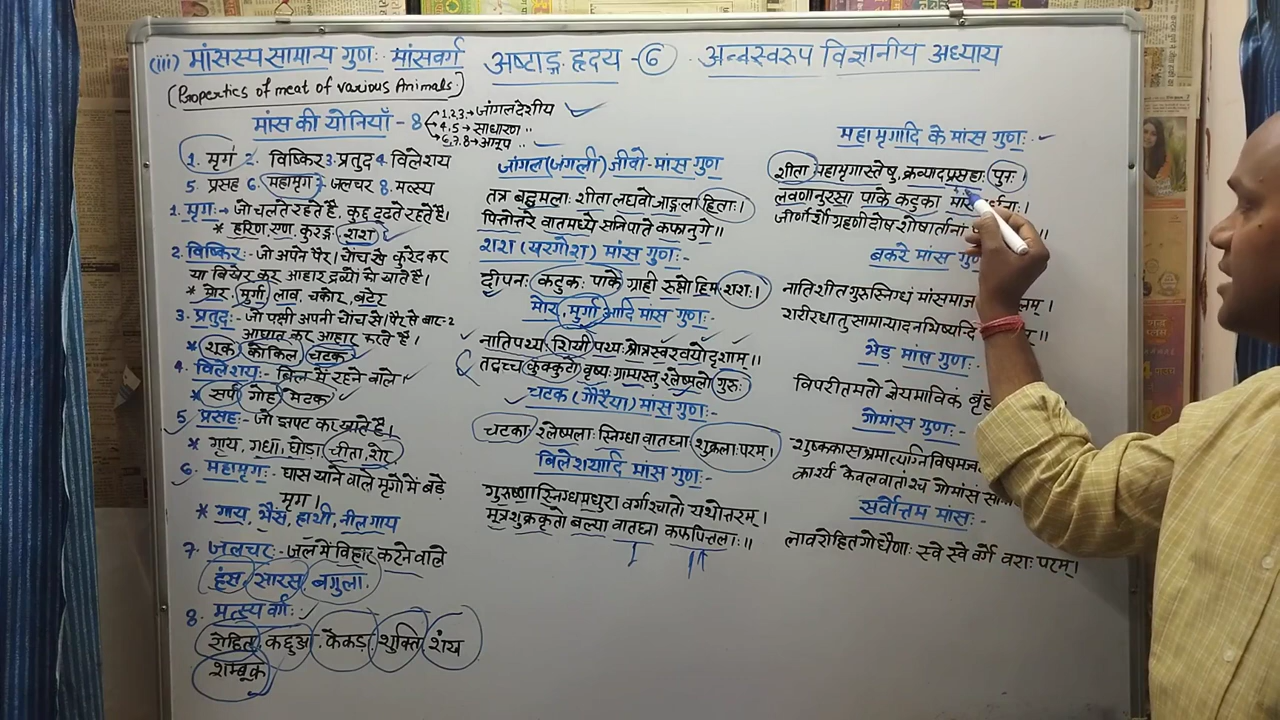 (iii) मांसस्य सामान्य गुणः मांसवर्ग
अष्टाङ्ग हृदय -6
अन्नस्वरूप विज्ञानीय अध्याय
(Properties of meat of various Animals.)
मांस की योनियाँ - 8
1,2,3 → जांगलदेशीय
4,5 → साधारण ,,
6,7,8 → आनूप ,,
1. मृग 2. विष्किर 3. प्रतुद 4. विलेशय
5. प्रसह 6. महामृग 7. जलचर 8. मत्स्य
1. मृग :→ जो चलते रहते है, कूद ढूढते रहते है।
* हरिण एण, कुरङ्ग, शश
2. विष्किर :- जो अपने पैर। चोंच से कुरेद कर
या बिखेर कर आहार द्रव्यों को खाते है।
* मोर, मुर्गा लाव, चकोर, बटेर
3. प्रतुद :- जो पक्षी अपनी चोंच से। पैर से बार-2
आघात कर आहार करते है।
* शुक, कोकिल, चटक
4. विलेशय :- बिल में रहने वाले
* सर्प, गोह, मेंढक
5. प्रसह :- जो झपट कर खाते है।
* गाय, गधा, घोड़ा, चीता, शेर,
6. महामृग :- घास खाने वाले मृगों में बड़े
मृग।
* गाय, भैंस, हाथी, नीलगाय
7. जलचर :- जल में विहार करने वाले
हंस, सारस, बगुला.
8. मत्स्य वर्ग :-
रोहित, कछुआ, केकड़ा, शुक्ति, शंख
शम्बूक
जांगल (जंगली) जीवो - मांस गुण
तत्र बद्धमलाः शीता लघवो जाङ्गला हिताः।
पित्तोत्तरे वातमध्ये सन्निपाते कफानुगे॥
शश (खरगोश) मांस गुण :-
दीपनः कटुकः पाके ग्राही रूक्षो हिमः शशः।
मोर, मुर्गा आदि मांस गुण :-
नातिपथ्यः शिखी पथ्यः श्रोत्रस्वरवयोदृशाम्॥
तद्वच्च कुक्कुटो वृष्यः ग्राम्यस्तु श्लेष्मलो गुरुः
चटक (गौरैया) मांस गुण :-
चटकाः श्लेष्मलाः स्निग्धा वातघ्नाः शुक्रलाः परम्।
बिलेशयादि मांस गुण :-
गुरूष्णास्निग्धमधुरा वर्गाश्चातो यथोत्तरम्।
मूत्रशुक्रकृतो बल्या वातघ्ना कफपित्तलाः॥
महामृगादि के मांस गुण :-
शीता महामृगास्तेषु, क्रव्यादप्रसहाः पुनः।
लवणानुरसा पाके कटुका
जीर्णार्शोग्रहणीदोष शोषार्ताना
बकरे मांस गुण
नातिशीतगुरुस्निग्धं मांसमाज
शरीरधातुसामान्यादनभिष्यन्दि
भेड़ मांस गुण :-
विपरीतमतो ज्ञेयमाविकं
गोमांस गुण :-
शुष्ककासश्रमात्यग्निविषमज्व
कार्श्य केवलवातांश्च गोमांसं
सर्वोत्तम मांस :-
लावरोहितगोधैणाः स्वे स्वे वर्गे वराः परम्।